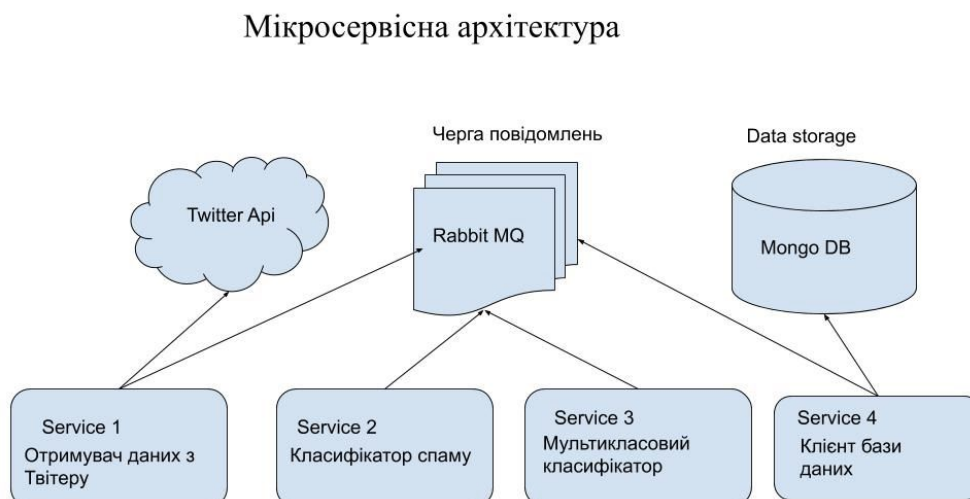 Мікросервісна архітектура
Черга повідомлень
Data storage
Twitter Api
Rabbit MQ
Mongo DB
Service 1
Отримувач даних з
Твітеру
Service 2
Класифікатор спаму
Service 3
Мультикласовий
класифікатор
Service 4
Клієнт бази
даних